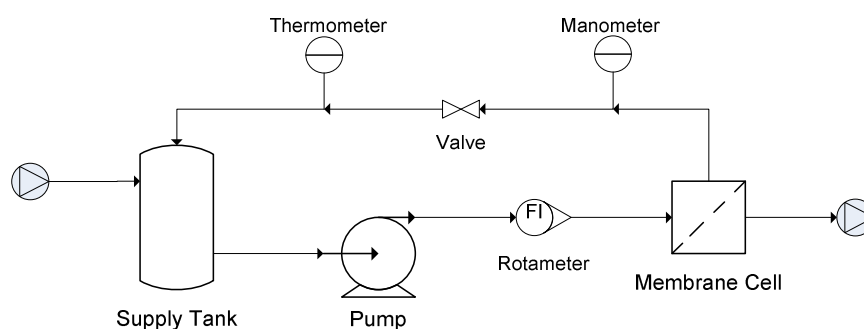 Thermometer
Manometer
Valve
FI
Rotameter
Membrane Cell
Supply Tank
Pump